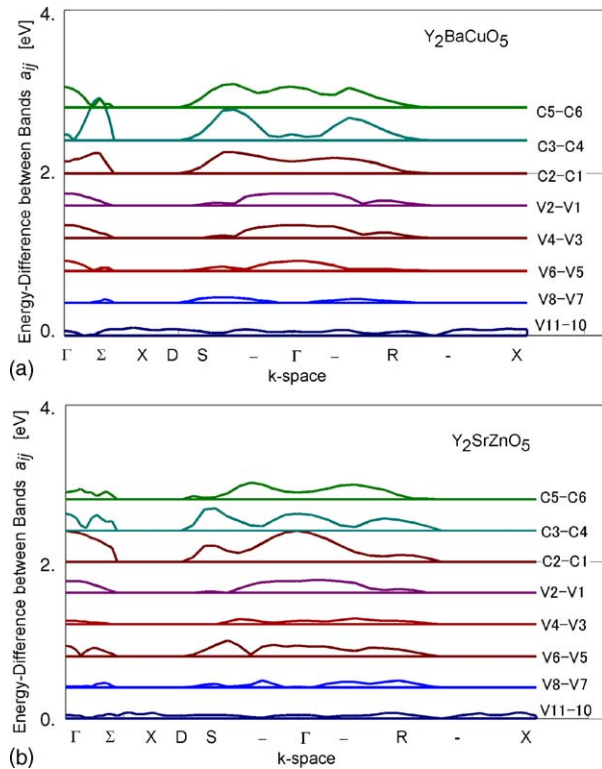 4.
Y2BaCuO5
Energy-Difference between Bands aij [eV]
C5-C6
C3-C4
2.
C2-C1
V2-V1
V4-V3
V6-V5
V8-V7
0.
V11-10
(a)
Γ Σ X D S – Γ – R - X
k-space
4.
Y2SrZnO5
Energy-Difference between Bands aij [eV]
C5-C6
C3-C4
2.
C2-C1
V2-V1
V4-V3
V6-V5
V8-V7
V11-10
0.
Γ Σ X D S – Γ – R - X
(b)
k-space